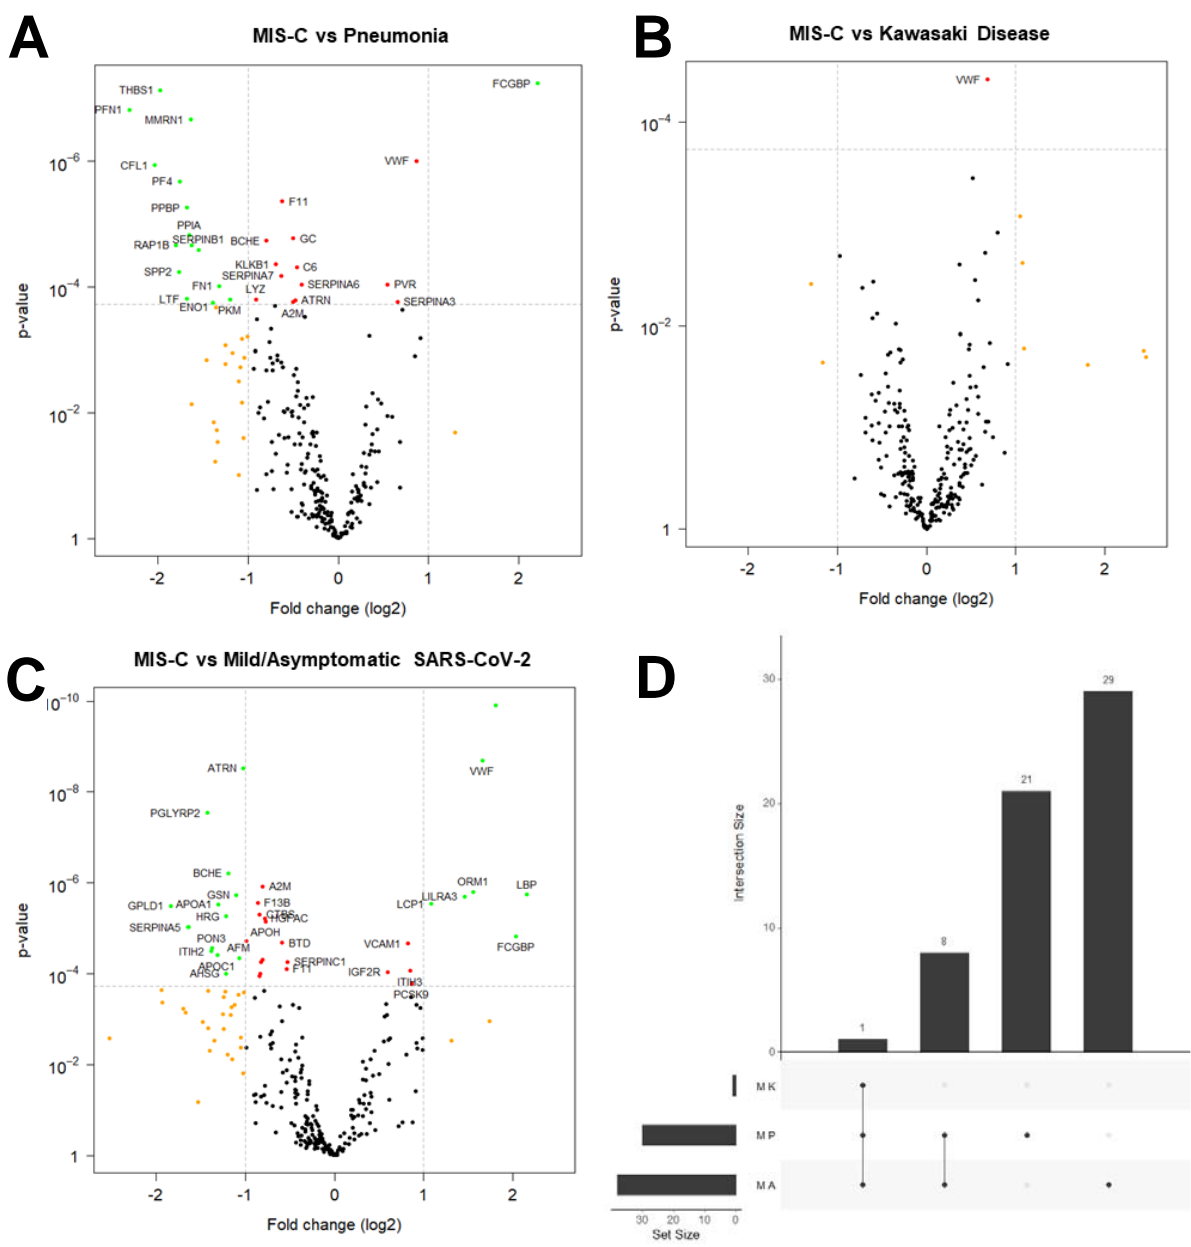 A
MIS-C vs Pneumonia
THBS1
FCGBP
PFN1
MMRN1
CFL1
VWF
PF4
F11
PPBP
PPIA
SERPINB1
RAP1B
BCHE
GC
KLKB1
C6
SPP2
SERPINA7
FN1
LYZ
SERPINA6
PVR
LTF
ENO1
PKM
ATRN
SERPINA3
A2M
10-6
10-4
10-2
1
p-value
-2 -1 0 1 2
Fold change (log2)
B
MIS-C vs Kawasaki Disease
VWF
10-4
10-2
1
p-value
-2 -1 0 1 2
Fold change (log2)
C
MIS-C vs Mild/Asymptomatic SARS-CoV-2
VWF
ATRN
PGLYRP2
BCHE
A2M
ORM1
LBP
GSN
LILRA3
GPLD1
APOA1
F13B
LCP1
HRG
CTBS
HGFAC
SERPINA5
APOH
FCGBP
PON3
AFM
BTD
VCAM1
ITIH2
SERPINC1
APOC1
F11
IGF2R
AHSG
ITIH3
PCSK9
10-10
10-8
10-6
10-4
10-2
1
p-value
-2 -1 0 1 2
Fold change (log2)
D
30
20
10
0
Intersection Size
1
8
21
29
M K
M P
M A
30 20 10 0
Set Size